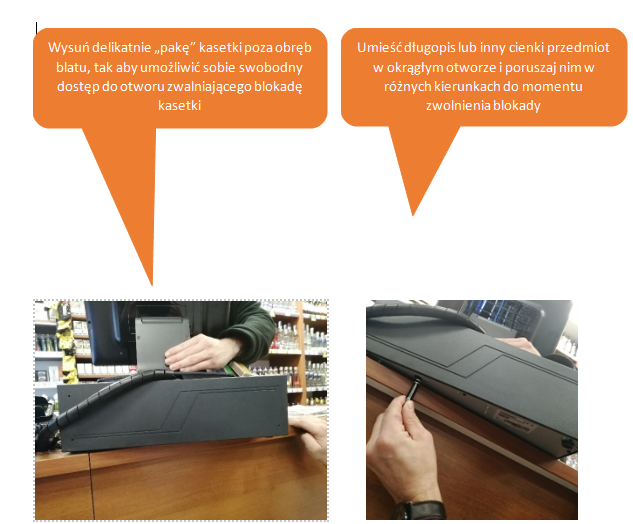 Wysuń delikatnie „pakę” kasetki poza obręb
blatu, tak aby umożliwić sobie swobodny
dostęp do otworu zwalniającego blokadę
kasetki
Umieść długopis lub inny cienki przedmiot
w okrągłym otworze i poruszaj nim w
różnych kierunkach do momentu
zwolnienia blokady